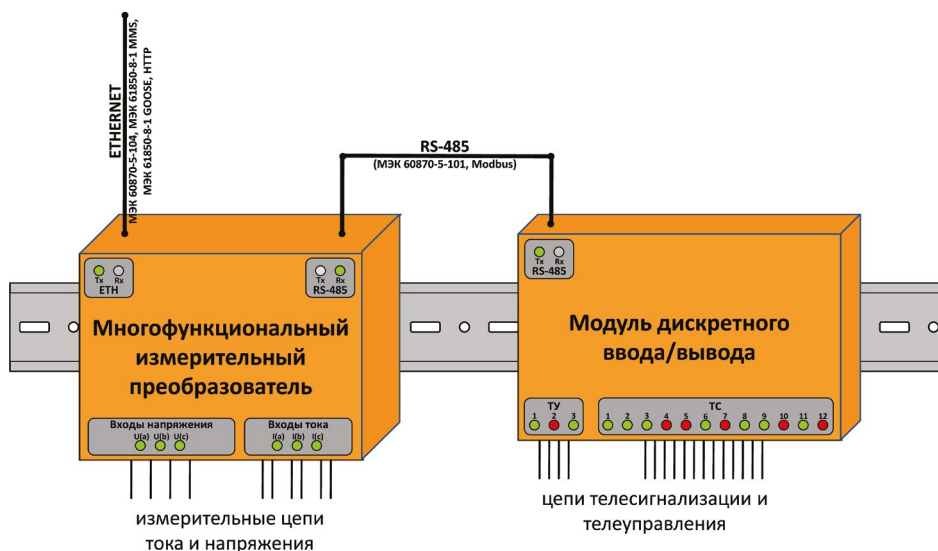 ETHERNET
МЭК 60870-5-104, МЭК 61850-8-1 MMS,
МЭК 61850-8-1 GOOSE, HTTP
RS-485
(МЭК 60870-5-101, Modbus)
Tx Rx
ETH
Tx Rx
RS-485
Многофункциональный
измерительный
преобразователь
Входы напряжения
U(a) U(b) U(c)
Входы тока
I(a) I(b) I(c)
измерительные цепи
тока и напряжения
Tx Rx
RS-485
Модуль дискретного
ввода/вывода
ТУ
1 2 3
ТС
1 2 3 4 5 6 7 8 9 10 11 12
цепи телесигнализации и
телеуправления